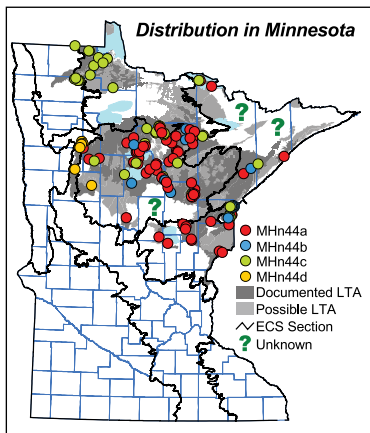 Distribution in Minnesota
?
?
?
MHn44a
MHn44b
MHn44c
MHn44d
Documented LTA
Possible LTA
ECS Section
? Unknown